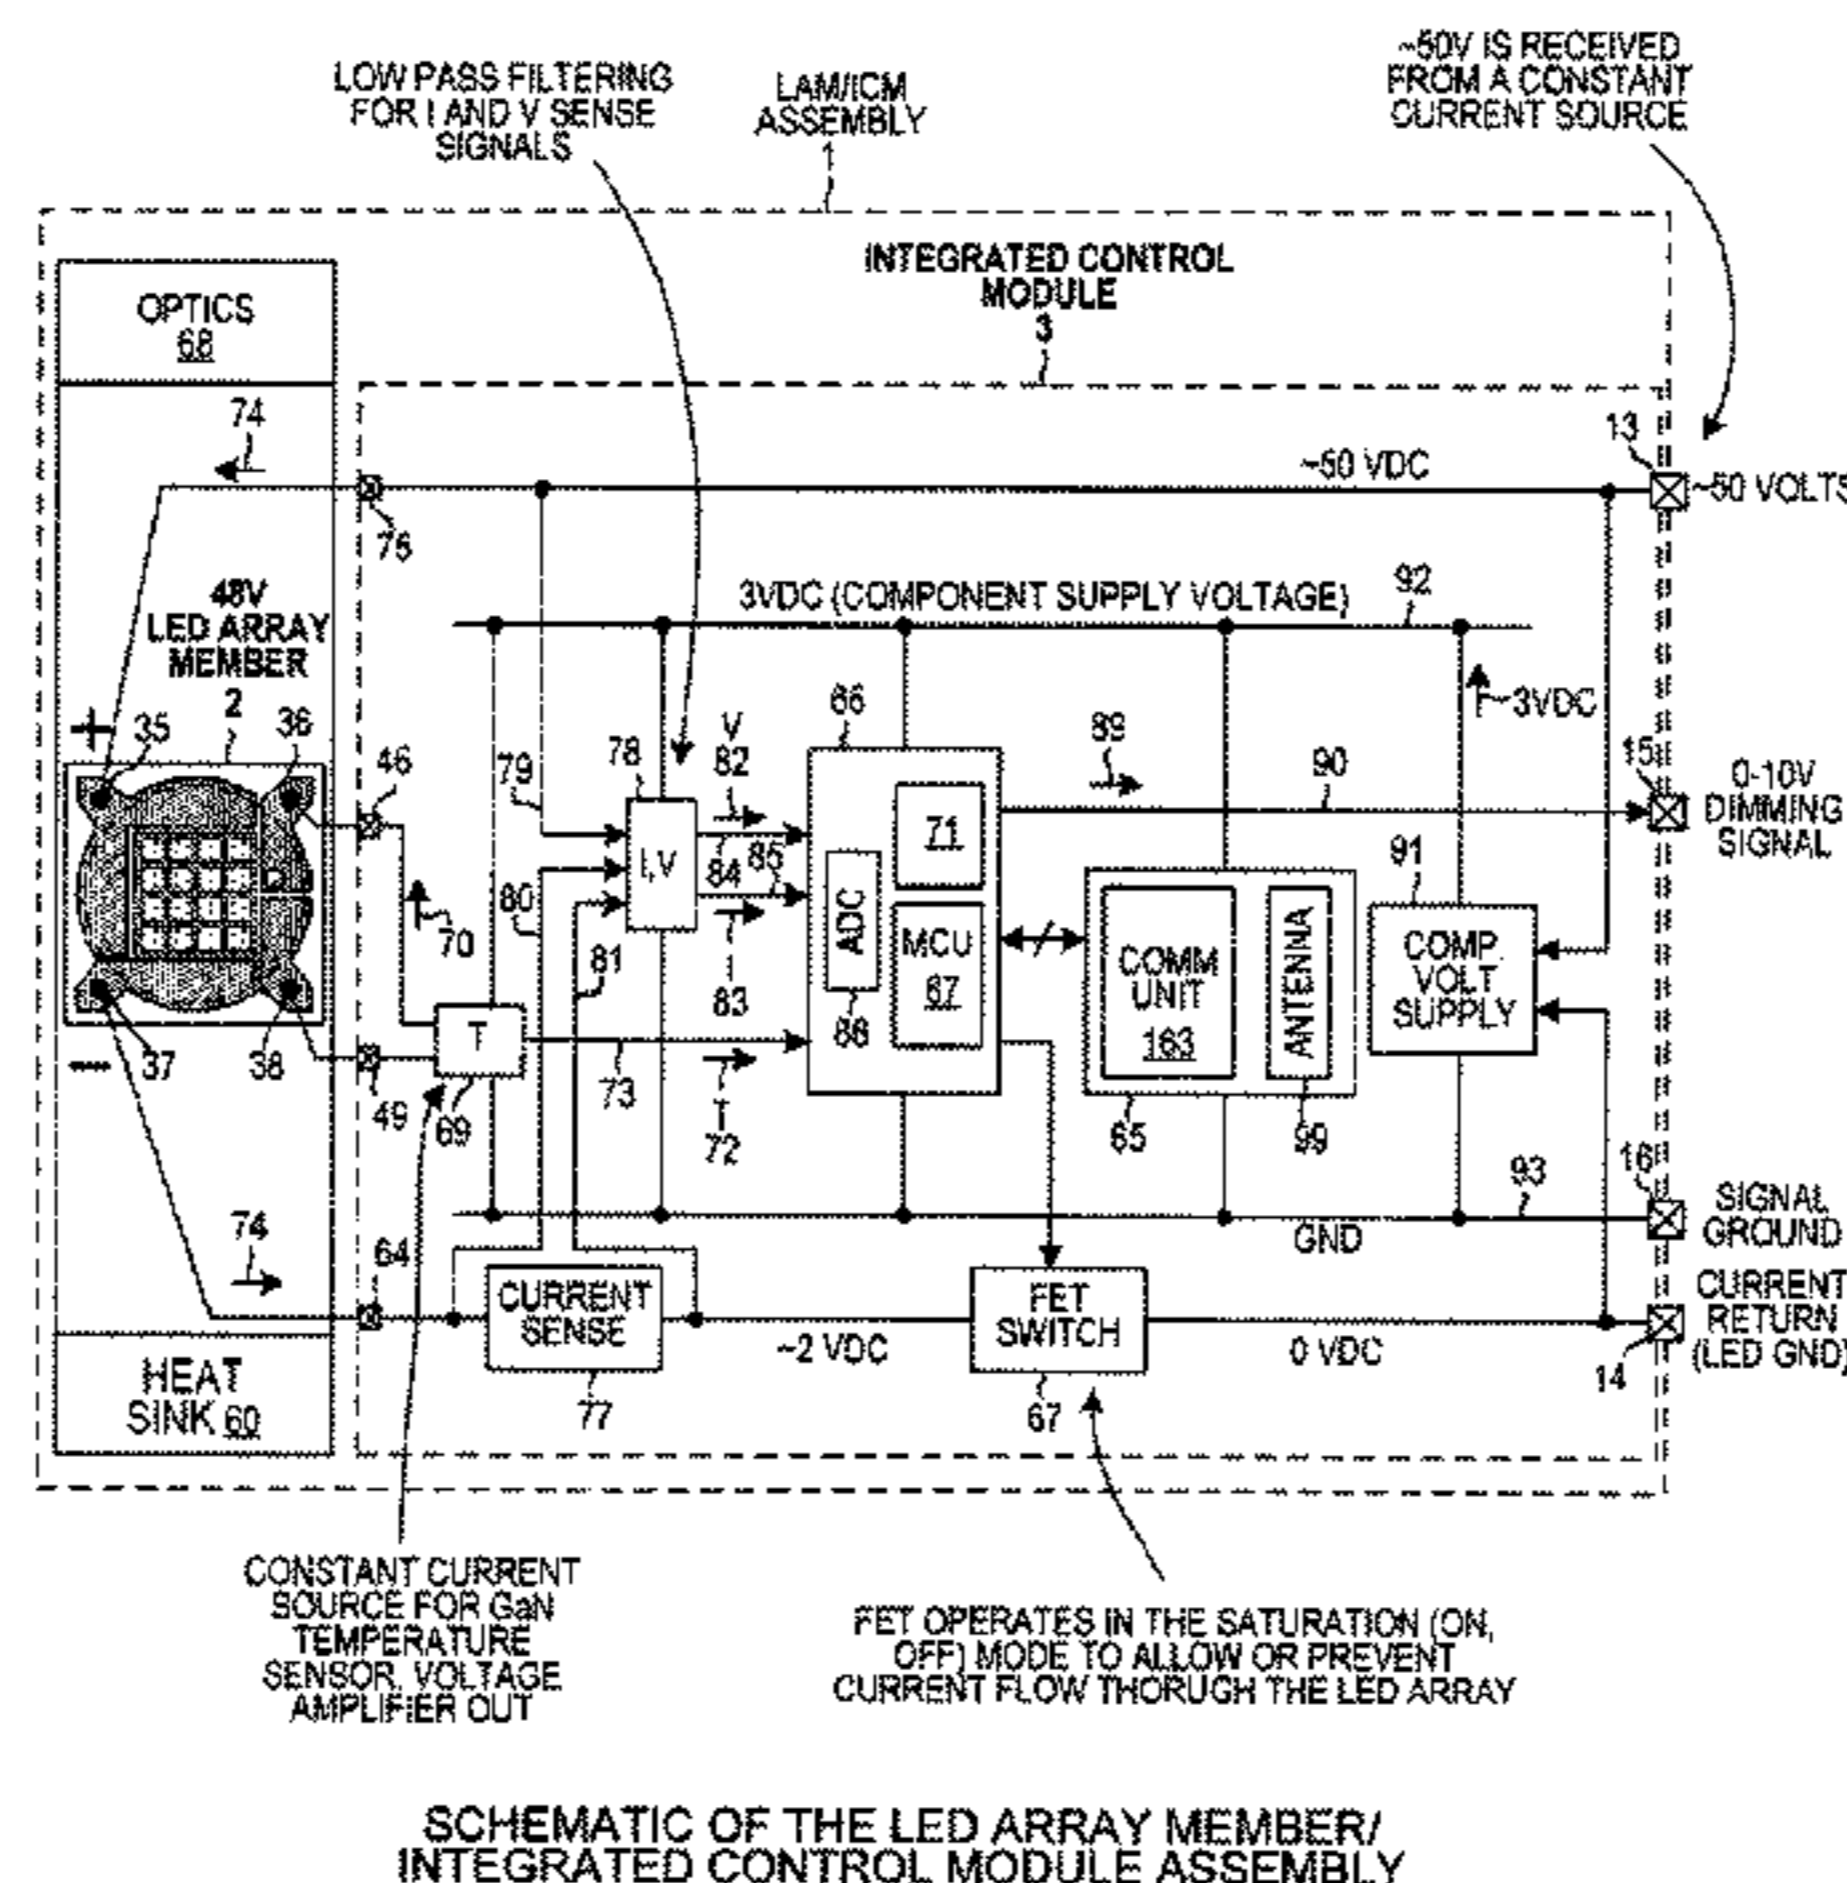 LOW PASS FILTERING
FOR I AND V SENSE
SIGNALS
LAM/ICM
ASSEMBLY
1
~50V IS RECEIVED
FROM A CONSTANT
CURRENT SOURCE
INTEGRATED CONTROL
MODULE
3
OPTICS
68
74
75
~50 VDC
13
~50 VOLTS
48V
LED ARRAY
MEMBER
2
3VDC (COMPONENT SUPPLY VOLTAGE)
92
~3VDC
+
35
36
46
79
78
V
82
66
89
90
15
0-10V
DIMMING
SIGNAL
I,V
84
85
71
91
80
70
81
83
ADC
86
MCU
67
COMM
UNIT
163
ANTENNA
COMP.
VOLT
SUPPLY
T
69
73
T
72
65
99
–
37
38
49
93
16
SIGNAL
GROUND
GND
74
64
CURRENT
SENSE
77
~2 VDC
FET
SWITCH
67
0 VDC
14
CURRENT
RETURN
(LED GND)
HEAT
SINK 60
CONSTANT CURRENT
SOURCE FOR GaN
TEMPERATURE
SENSOR, VOLTAGE
AMPLIFIER OUT
FET OPERATES IN THE SATURATION (ON,
OFF) MODE TO ALLOW OR PREVENT
CURRENT FLOW THORUGH THE LED ARRAY
SCHEMATIC OF THE LED ARRAY MEMBER/
INTEGRATED CONTROL MODULE ASSEMBLY